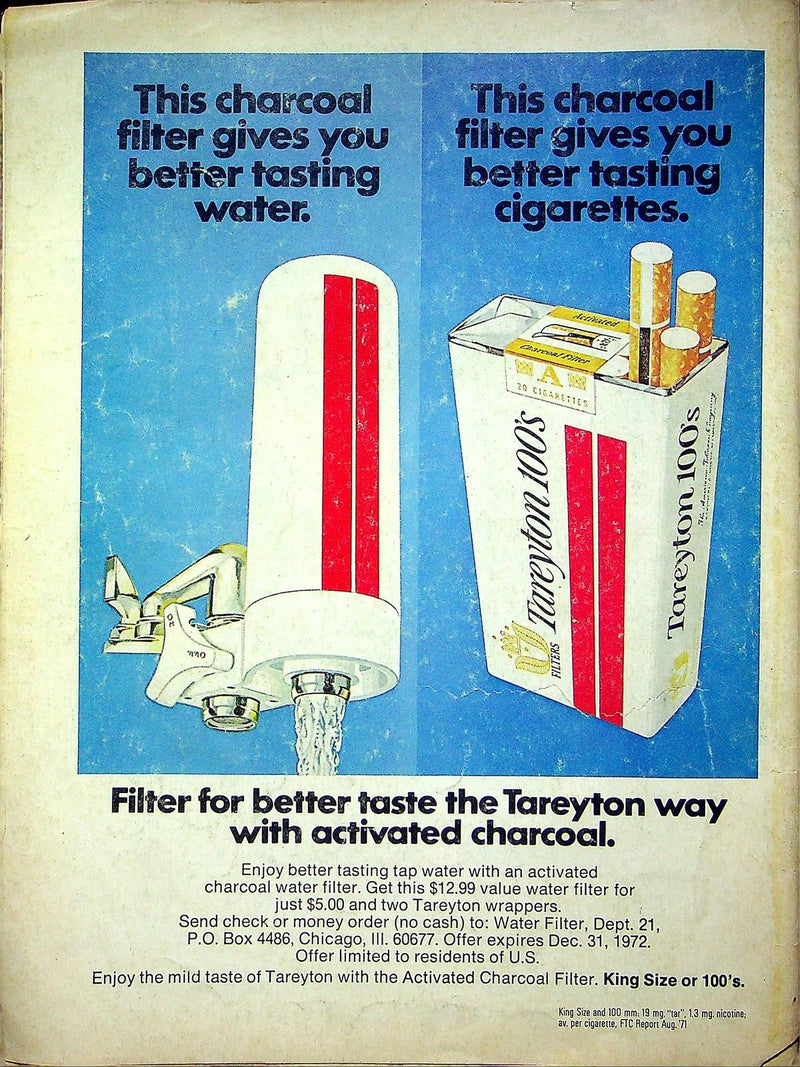 This charcoal
filter gives you
better tasting
water.
This charcoal
filter gives you
better tasting
cigarettes.
ON
Activated
Charcoal Filter
A
20 CIGARETTES
Tareyton 100's
FILTERS
Tareyton 100's
The American Tobacco Company
Filter for better taste the Tareyton way
with activated charcoal.
Enjoy better tasting tap water with an activated
charcoal water filter. Get this $12.99 value water filter for
just $5.00 and two Tareyton wrappers.
Send check or money order (no cash) to: Water Filter, Dept. 21,
P.O. Box 4486, Chicago, Ill. 60677. Offer expires Dec. 31, 1972.
Offer limited to residents of U.S.
Enjoy the mild taste of Tareyton with the Activated Charcoal Filter. King Size or 100's.
King Size and 100 mm: 19 mg. "tar", 1.3 mg. nicotine;
av. per cigarette, FTC Report Aug. '71